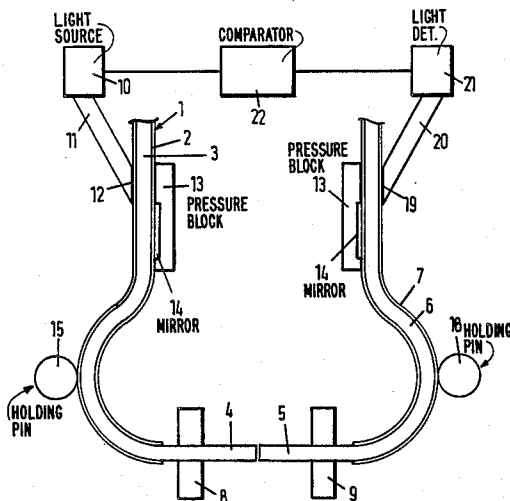 LIGHT
SOURCE
10
COMPARATOR
22
LIGHT
DET.
21
11
1
2
3
20
12
13
PRESSURE
BLOCK
14
MIRROR
PRESSURE
BLOCK
13
19
14
MIRROR
7
6
15
HOLDING
PIN
18
HOLDING
PIN
4
5
8
9